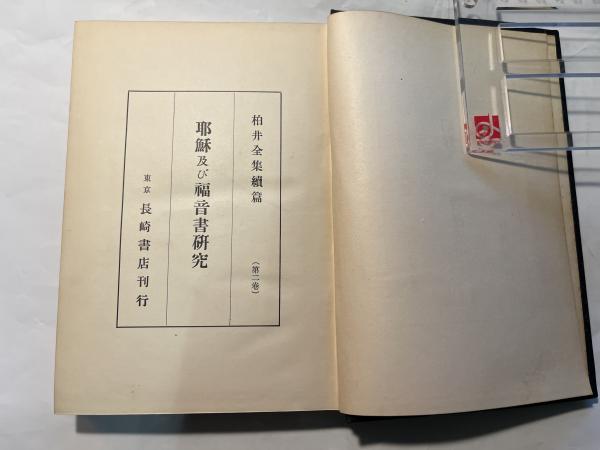 柏井全集續篇
(第二卷)
耶穌及び福音書研究
東京 長崎書店刊行